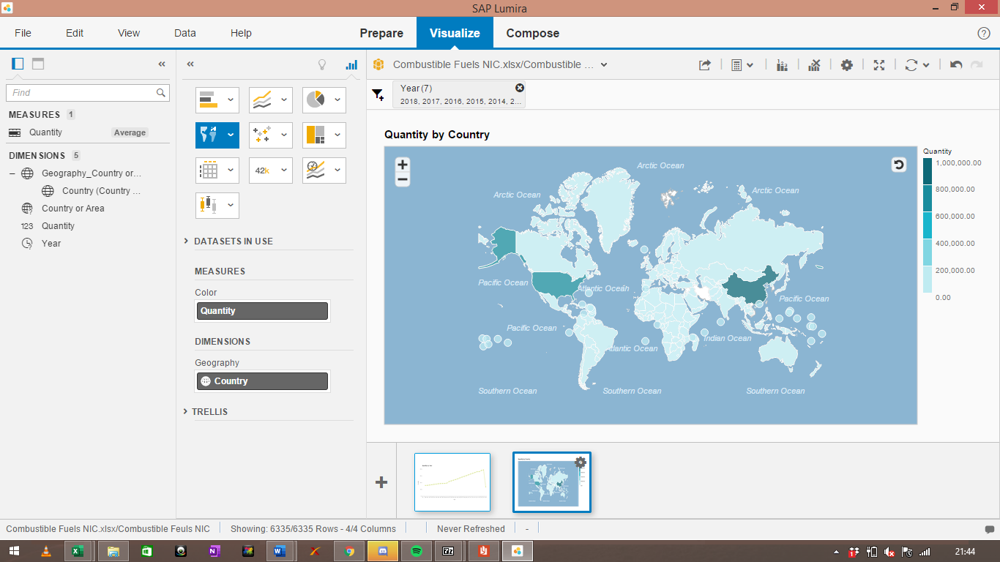 SAP Lumira
File Edit View Data Help
Prepare Visualize Compose
Find
MEASURES 1
Quantity Average
DIMENSIONS 5
Geography_Country or...
Country (Country ...
Country or Area
123 Quantity
Year
42k
DATASETS IN USE
MEASURES
Color
Quantity
DIMENSIONS
Geography
Country
TRELLIS
Combustible Fuels NIC.xlsx/Combustible ...
Year (7)
2018, 2017, 2016, 2015, 2014, 2...
Quantity by Country
Arctic Ocean
Arctic Ocean
Arctic Ocean
Pacific Ocean
Atlantic Ocean
Pacific Ocean
Pacific Ocean
Indian Ocean
Atlantic Ocean
Southern Ocean
Southern Ocean
Southern Ocean
Quantity
1,000,000.00
800,000.00
600,000.00
400,000.00
200,000.00
0.00
Combustible Fuels NIC.xlsx/Combustible Feuls NIC
Showing: 6335/6335 Rows - 4/4 Columns
Never Refreshed
-
21:44